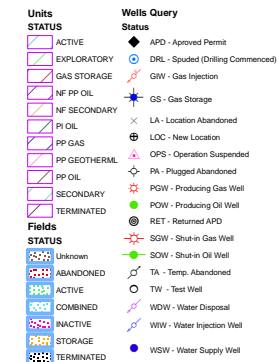 Units
STATUS
ACTIVE
EXPLORATORY
GAS STORAGE
NF PP OIL
NF SECONDARY
PI OIL
PP GAS
PP GEOTHERML
PP OIL
SECONDARY
TERMINATED
Fields
STATUS
Unknown
ABANDONED
ACTIVE
COMBINED
INACTIVE
STORAGE
TERMINATED
Wells Query
Status
APD - Aproved Permit
DRL - Spuded (Drilling Commenced)
GIW - Gas Injection
GS - Gas Storage
LA - Location Abandoned
LOC - New Location
OPS - Operation Suspended
PA - Plugged Abandoned
PGW - Producing Gas Well
POW - Producing Oil Well
RET - Returned APD
SGW - Shut-in Gas Well
SOW - Shut-in Oil Well
TA - Temp. Abandoned
TW - Test Well
WDW - Water Disposal
WIW - Water Injection Well
WSW - Water Supply Well